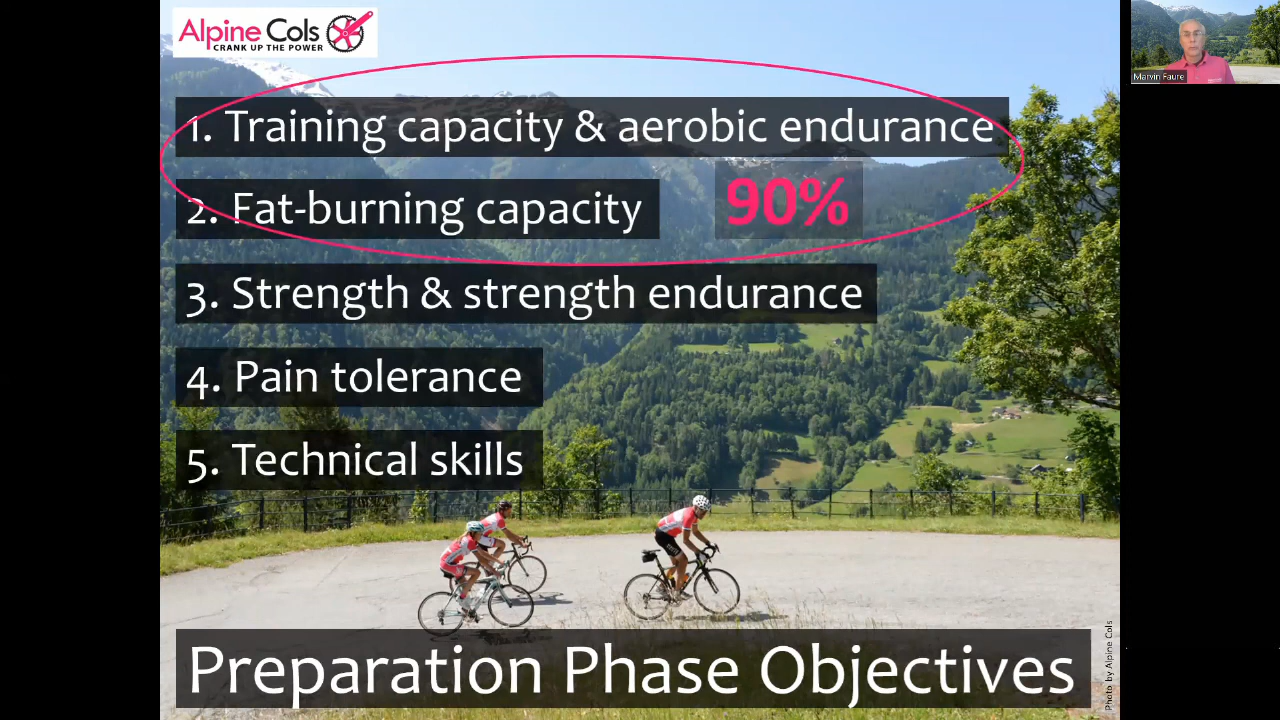 Alpine Cols
CRANK UP THE POWER
Marvin Faure
1. Training capacity & aerobic endurance
2. Fat-burning capacity
90%
3. Strength & strength endurance
4. Pain tolerance
5. Technical skills
Preparation Phase Objectives
Photo by Alpine Cols